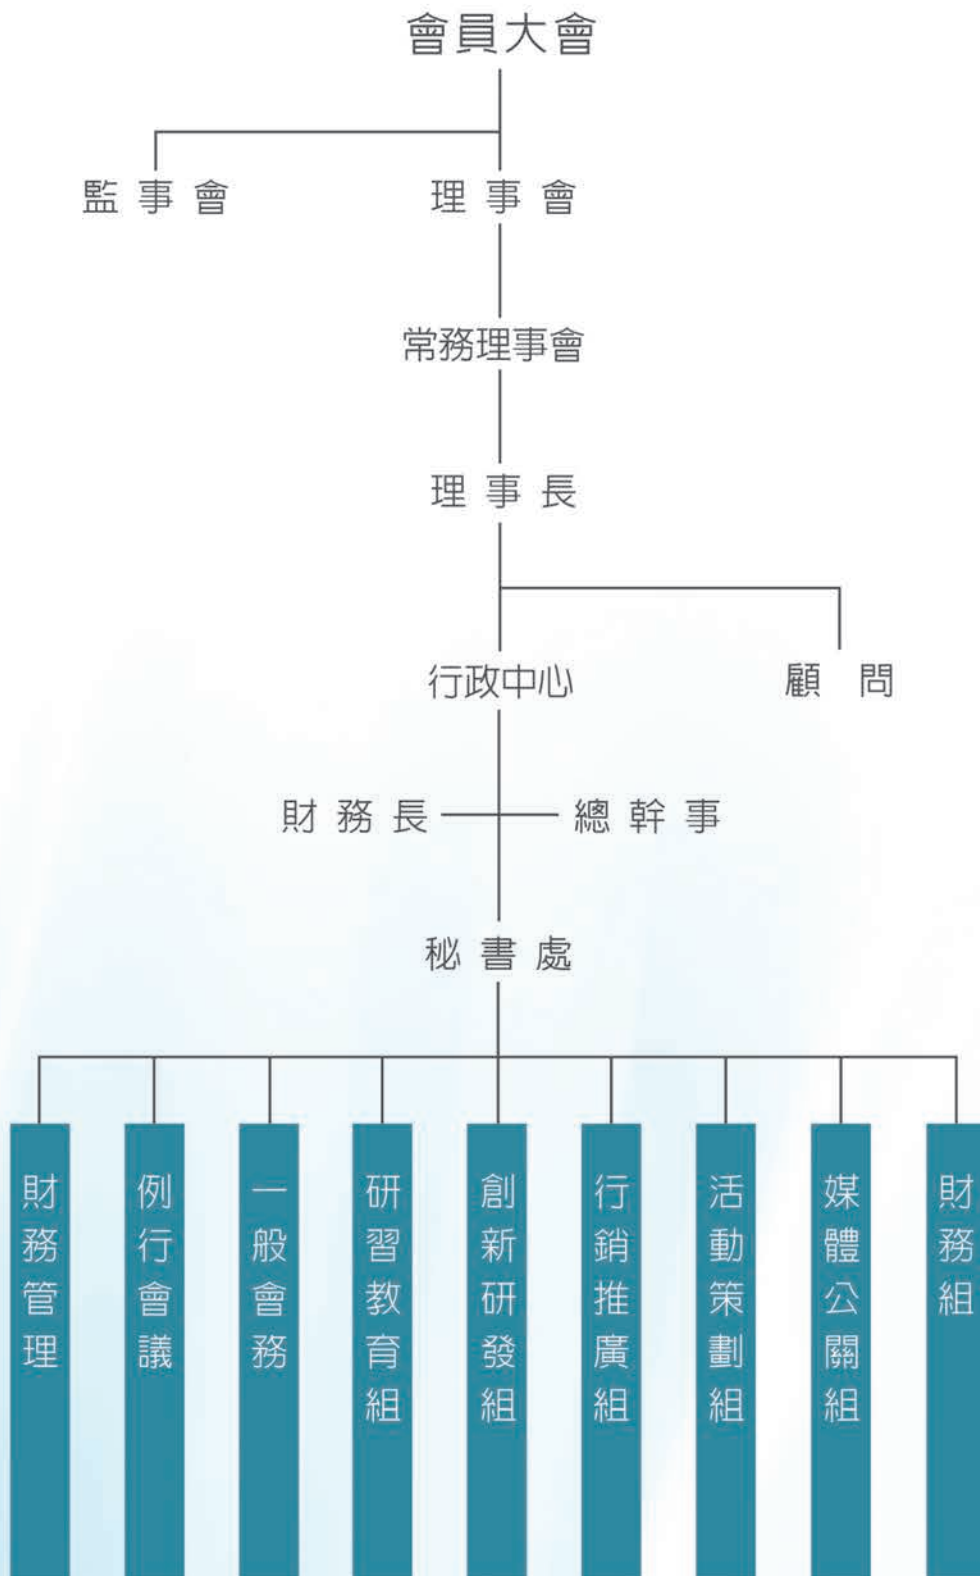 會員大會
監事會
理事會
常務理事會
理事長
行政中心
顧問
財務長
總幹事
秘書處
財務管理
例行會議
一般會務
研習教育組
創新研發組
行銷推廣組
活動策劃組
媒體公關組
財務組